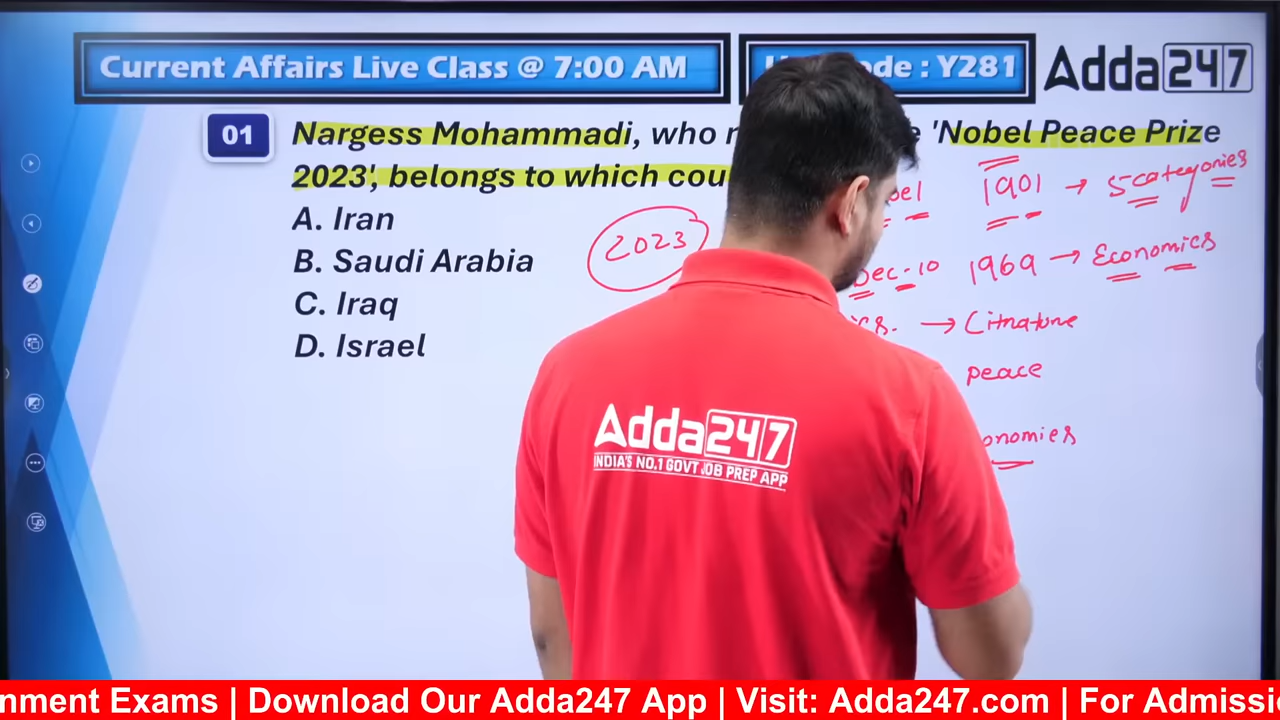 Current Affairs Live Class @ 7:00 AM
ode : Y281
Adda247
01
Nargess Mohammadi, who 'Nobel Peace Prize
2023', belongs to which
A. Iran
B. Saudi Arabia
C. Iraq
D. Israel
1901 → 5 categories
2023
Dec-10 1969 → Economics
→ Literature
peace
onomies
Adda247
INDIA'S NO.1 GOVT JOB PREP APP
nment Exams | Download Our Adda247 App | Visit: Adda247.com | For Admissi